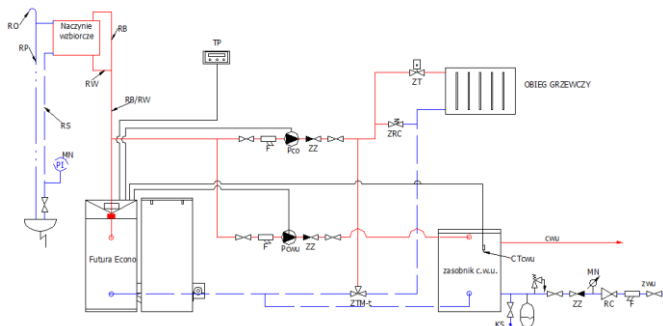 RO
Naczynie
wzbiorcze
RB
RP
RW
TP
ZT
OBIEG GRZEWCZY
RB/RW
RS
ZRC
MN
PI
F
Pco
ZZ
F
Pcwu
ZZ
cwu
Futura Econo
zasobnik c.w.u.
CTcwu
ZTM-t
MN
zwu
ZZ
RC
F
KS